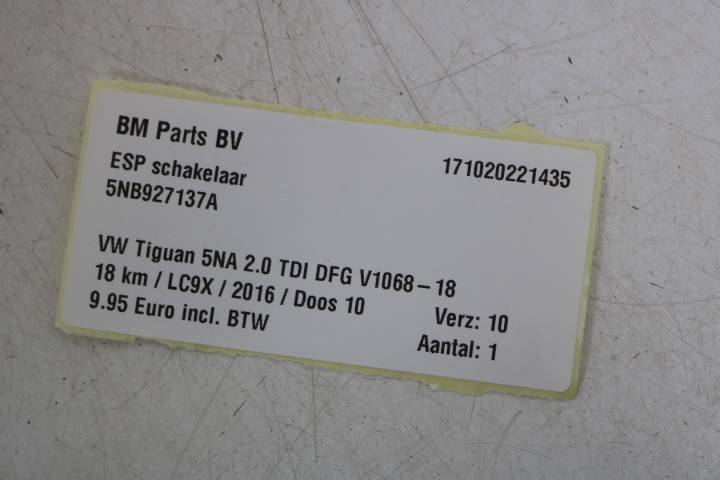 BM Parts BV
171020221435
ESP schakelaar
5NB927137A
VW Tiguan 5NA 2.0 TDI DFG V1068-18
18 km / LC9X / 2016 / Doos 10
Verz: 10
9.95 Euro incl. BTW
Aantal: 1